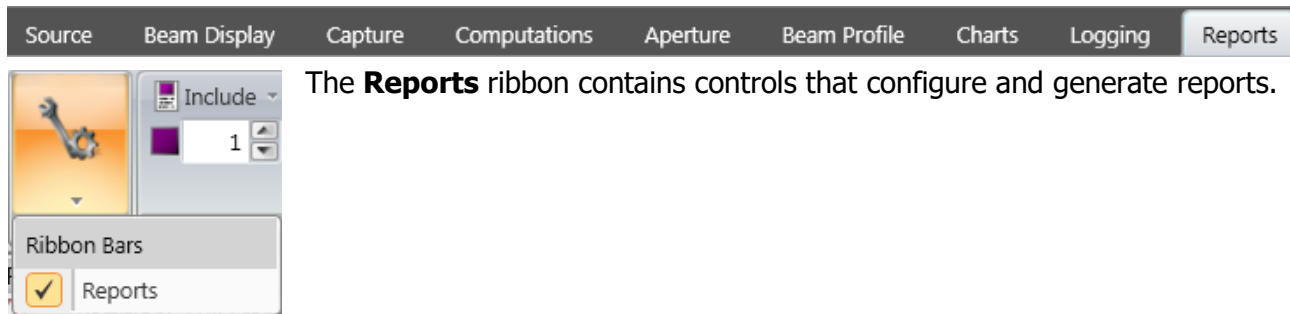 Source Beam Display Capture Computations Aperture Beam Profile Charts Logging Reports
The Reports ribbon contains controls that configure and generate reports.
Include
1
Ribbon Bars
Reports